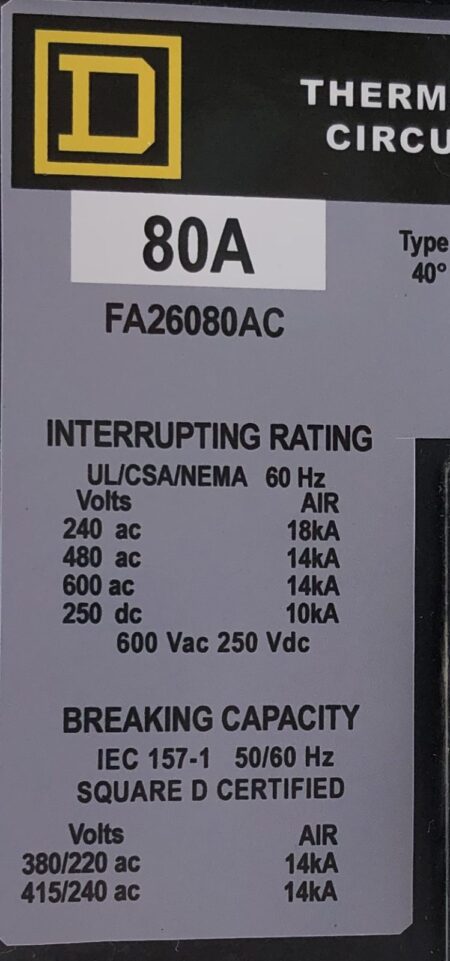 D
THERM
CIRCU
80A
Type
40°
FA26080AC
INTERRUPTING RATING
UL/CSA/NEMA 60 Hz
Volts AIR
240 ac 18kA
480 ac 14kA
600 ac 14kA
250 dc 10kA
600 Vac 250 Vdc
BREAKING CAPACITY
IEC 157-1 50/60 Hz
SQUARE D CERTIFIED
Volts AIR
380/220 ac 14kA
415/240 ac 14kA